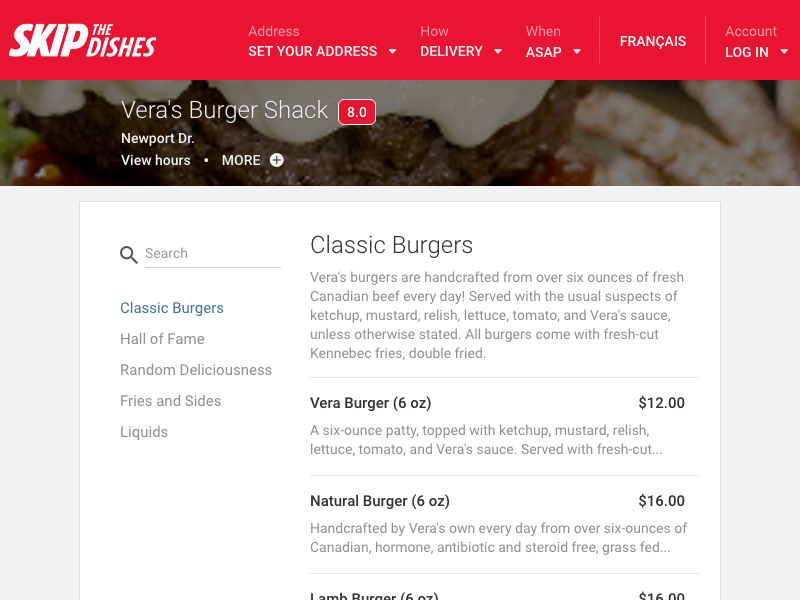 SKIP THE DISHES
Address
SET YOUR ADDRESS
How
DELIVERY
When
ASAP
FRANÇAIS
Account
LOG IN
Vera's Burger Shack 8.0
Newport Dr.
View hours • MORE
Search
Classic Burgers
Hall of Fame
Random Deliciousness
Fries and Sides
Liquids
Classic Burgers
Vera's burgers are handcrafted from over six ounces of fresh
Canadian beef every day! Served with the usual suspects of
ketchup, mustard, relish, lettuce, tomato, and Vera's sauce,
unless otherwise stated. All burgers come with fresh-cut
Kennebec fries, double fried.
Vera Burger (6 oz) $12.00
A six-ounce patty, topped with ketchup, mustard, relish,
lettuce, tomato, and Vera's sauce. Served with fresh-cut...
Natural Burger (6 oz) $16.00
Handcrafted by Vera's own every day from over six-ounces of
Canadian, hormone, antibiotic and steroid free, grass fed...
Lamb Burger (6 oz) $16.00